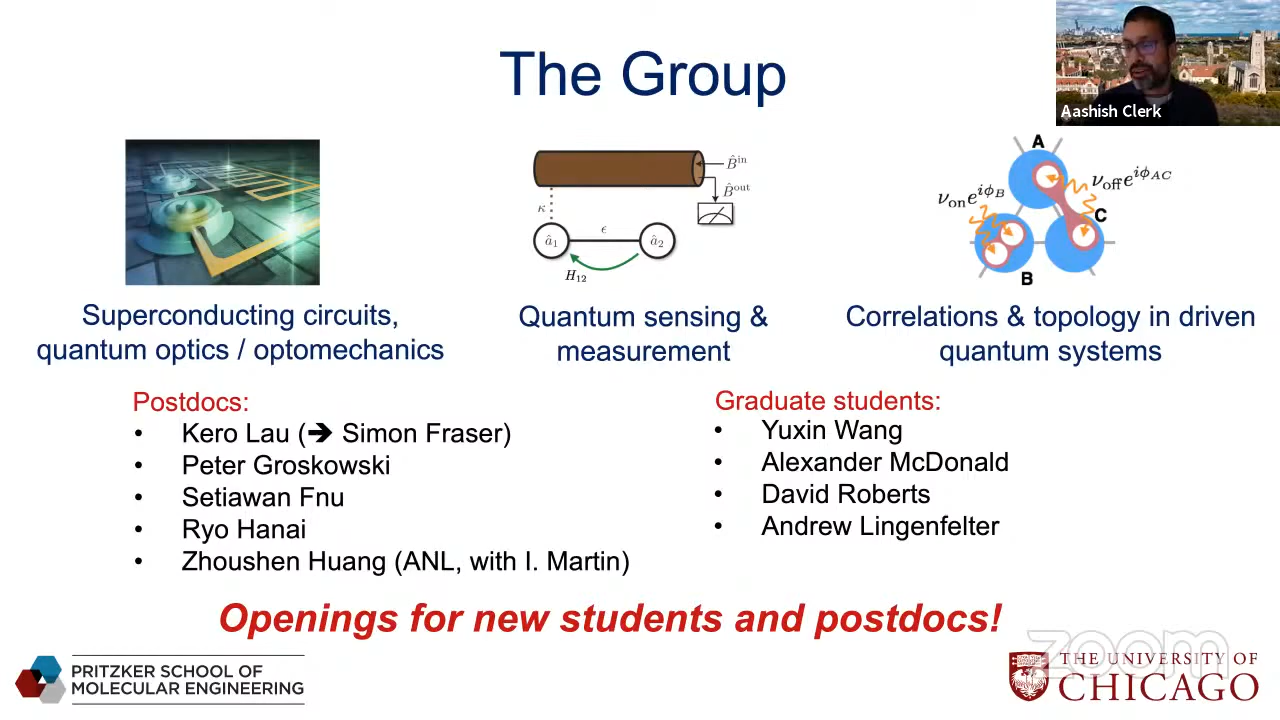 The Group
Aashish Clerk
B̂ⁱⁿ
B̂ᵒᵘᵗ
κ
ϵ
â₁
â₂
H₁₂
A
ν_off e^{iϕ_AC}
ν_on e^{iϕ_B}
C
B
Superconducting circuits,
quantum optics / optomechanics
Quantum sensing &
measurement
Correlations & topology in driven
quantum systems
Postdocs:
• Kero Lau (➔ Simon Fraser)
• Peter Groskowski
• Setiawan Fnu
• Ryo Hanai
• Zhoushen Huang (ANL, with I. Martin)
Graduate students:
• Yuxin Wang
• Alexander McDonald
• David Roberts
• Andrew Lingenfelter
Openings for new students and postdocs!
PRITZKER SCHOOL OF
MOLECULAR ENGINEERING
zoom
THE UNIVERSITY OF
CHICAGO